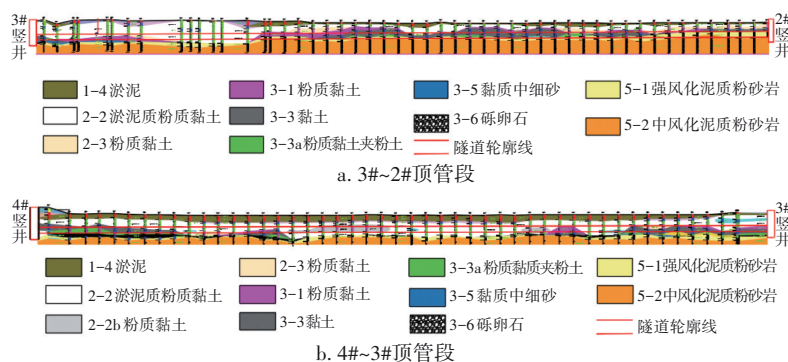 3#竖井
2#竖井
1-4 淤泥
3-1 粉质黏土
3-5 黏质中细砂
5-1 强风化泥质粉砂岩
2-2 淤泥质粉质黏土
3-3 黏土
3-6 砾卵石
5-2 中风化泥质粉砂岩
2-3 粉质黏土
3-3a 粉质黏土夹粉土
隧道轮廓线
a. 3#~2#顶管段
4#竖井
3#竖井
1-4 淤泥
2-3 粉质黏土
3-3a 粉质黏质夹粉土
5-1强风化泥质粉砂岩
2-2 淤泥质粉质黏土
3-1 粉质黏土
3-5 黏质中细砂
5-2中风化泥质粉砂岩
2-2b 粉质黏土
3-3黏土
3-6 砾卵石
隧道轮廓线
b. 4#~3#顶管段